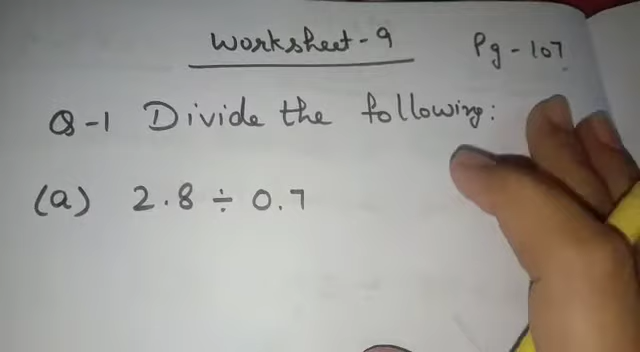 Worksheet-9 Pg-107
Q-1 Divide the following:
(a) 2.8 ÷ 0.7